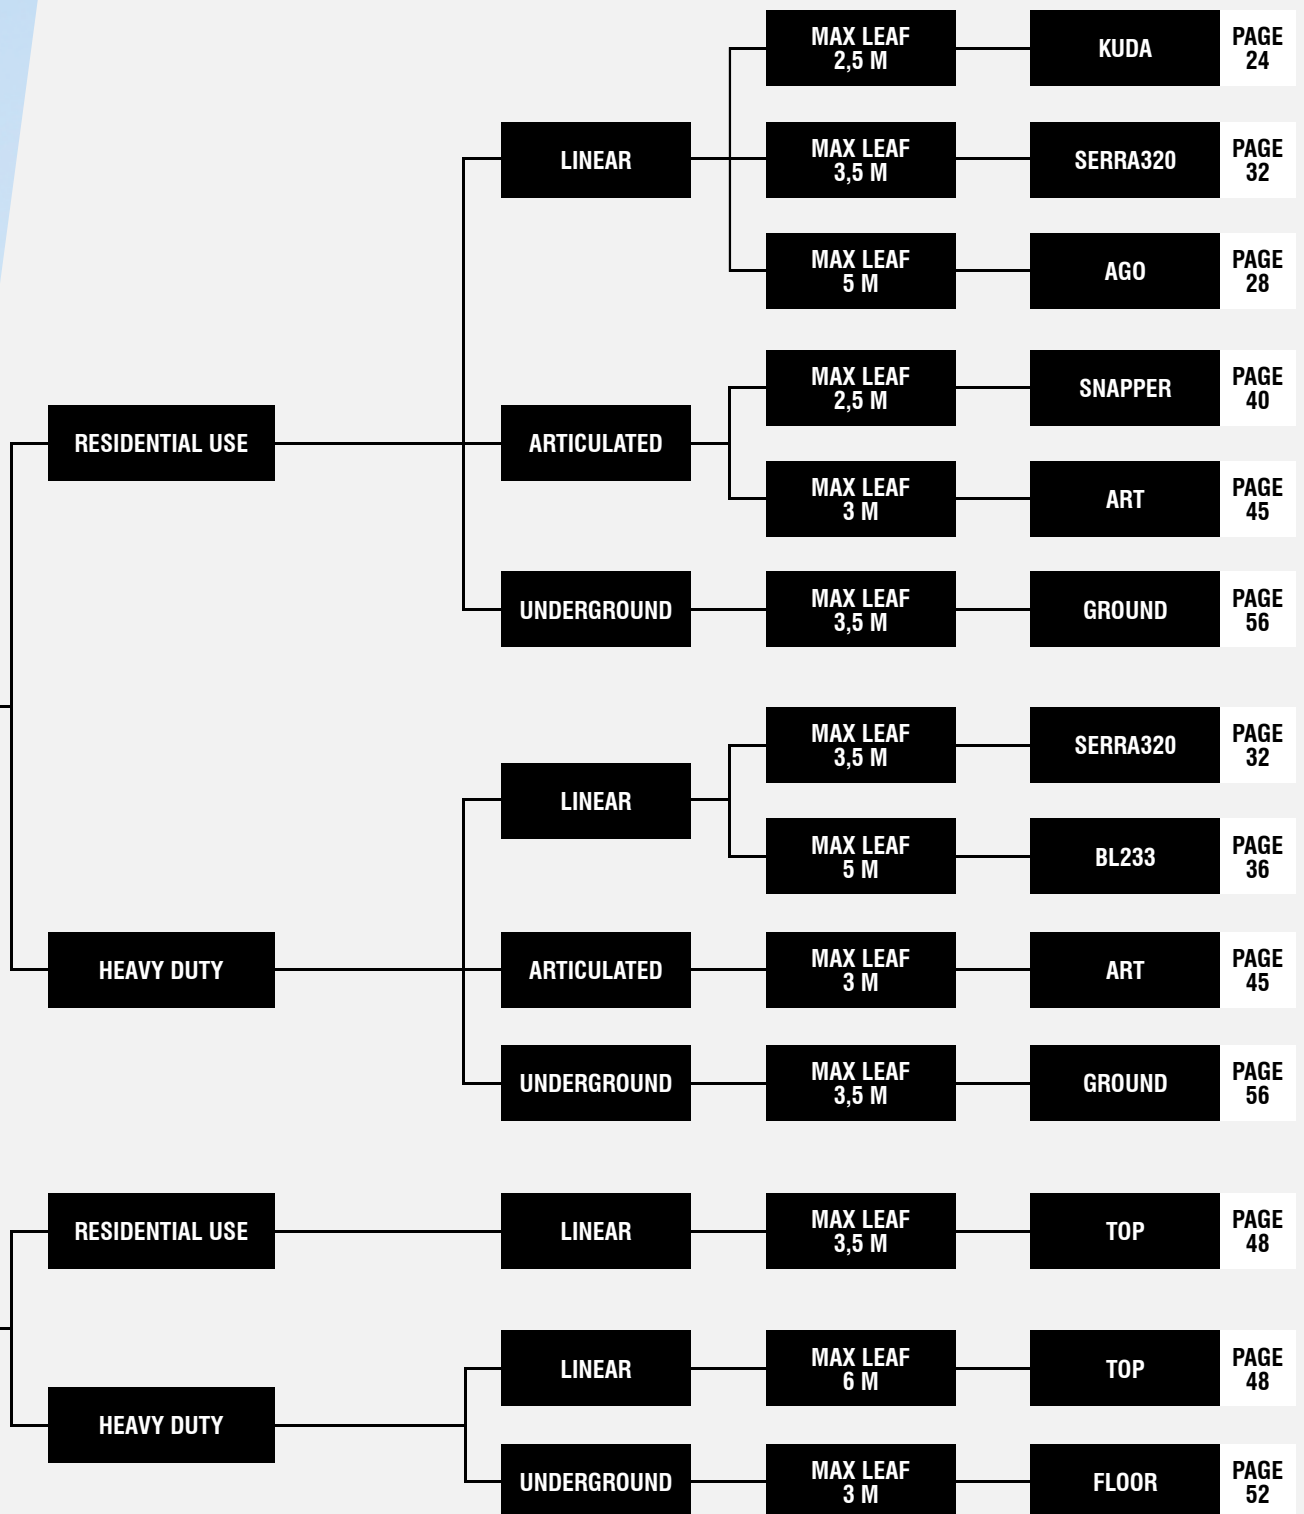 MAX LEAF
2,5 M
KUDA
PAGE
24
LINEAR
MAX LEAF
3,5 M
SERRA320
PAGE
32
MAX LEAF
5 M
AGO
PAGE
28
RESIDENTIAL USE
ARTICULATED
MAX LEAF
2,5 M
SNAPPER
PAGE
40
MAX LEAF
3 M
ART
PAGE
45
UNDERGROUND
MAX LEAF
3,5 M
GROUND
PAGE
56
LINEAR
MAX LEAF
3,5 M
SERRA320
PAGE
32
MAX LEAF
5 M
BL233
PAGE
36
HEAVY DUTY
ARTICULATED
MAX LEAF
3 M
ART
PAGE
45
UNDERGROUND
MAX LEAF
3,5 M
GROUND
PAGE
56
RESIDENTIAL USE
LINEAR
MAX LEAF
3,5 M
TOP
PAGE
48
HEAVY DUTY
LINEAR
MAX LEAF
6 M
TOP
PAGE
48
UNDERGROUND
MAX LEAF
3 M
FLOOR
PAGE
52